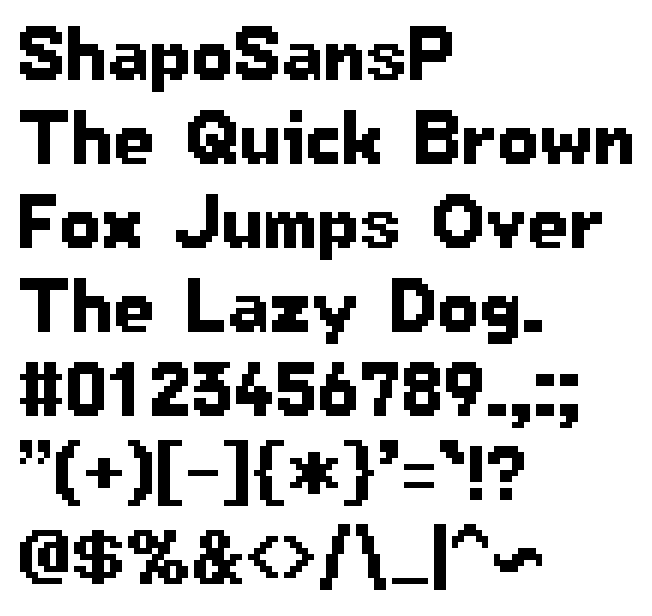 ShapoSansP
The Quick Brown
Fox Jumps Over
The Lazy Dog.
#0123456789.,:;
"(+)[-]{*}'=`!?
@$%&<>/\_|^~